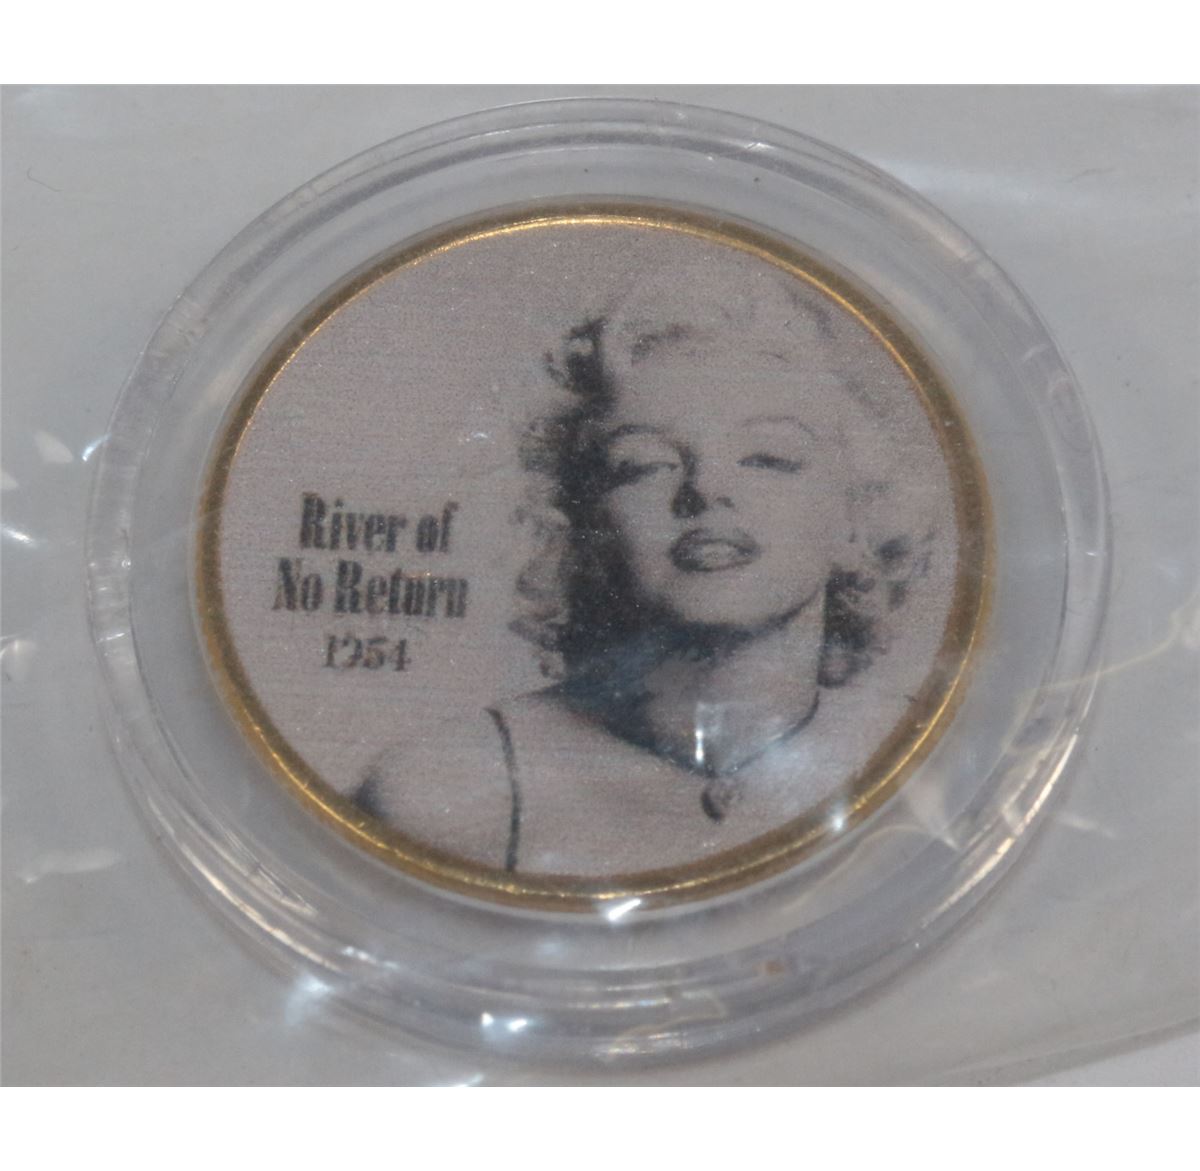 River of
No Return
1954